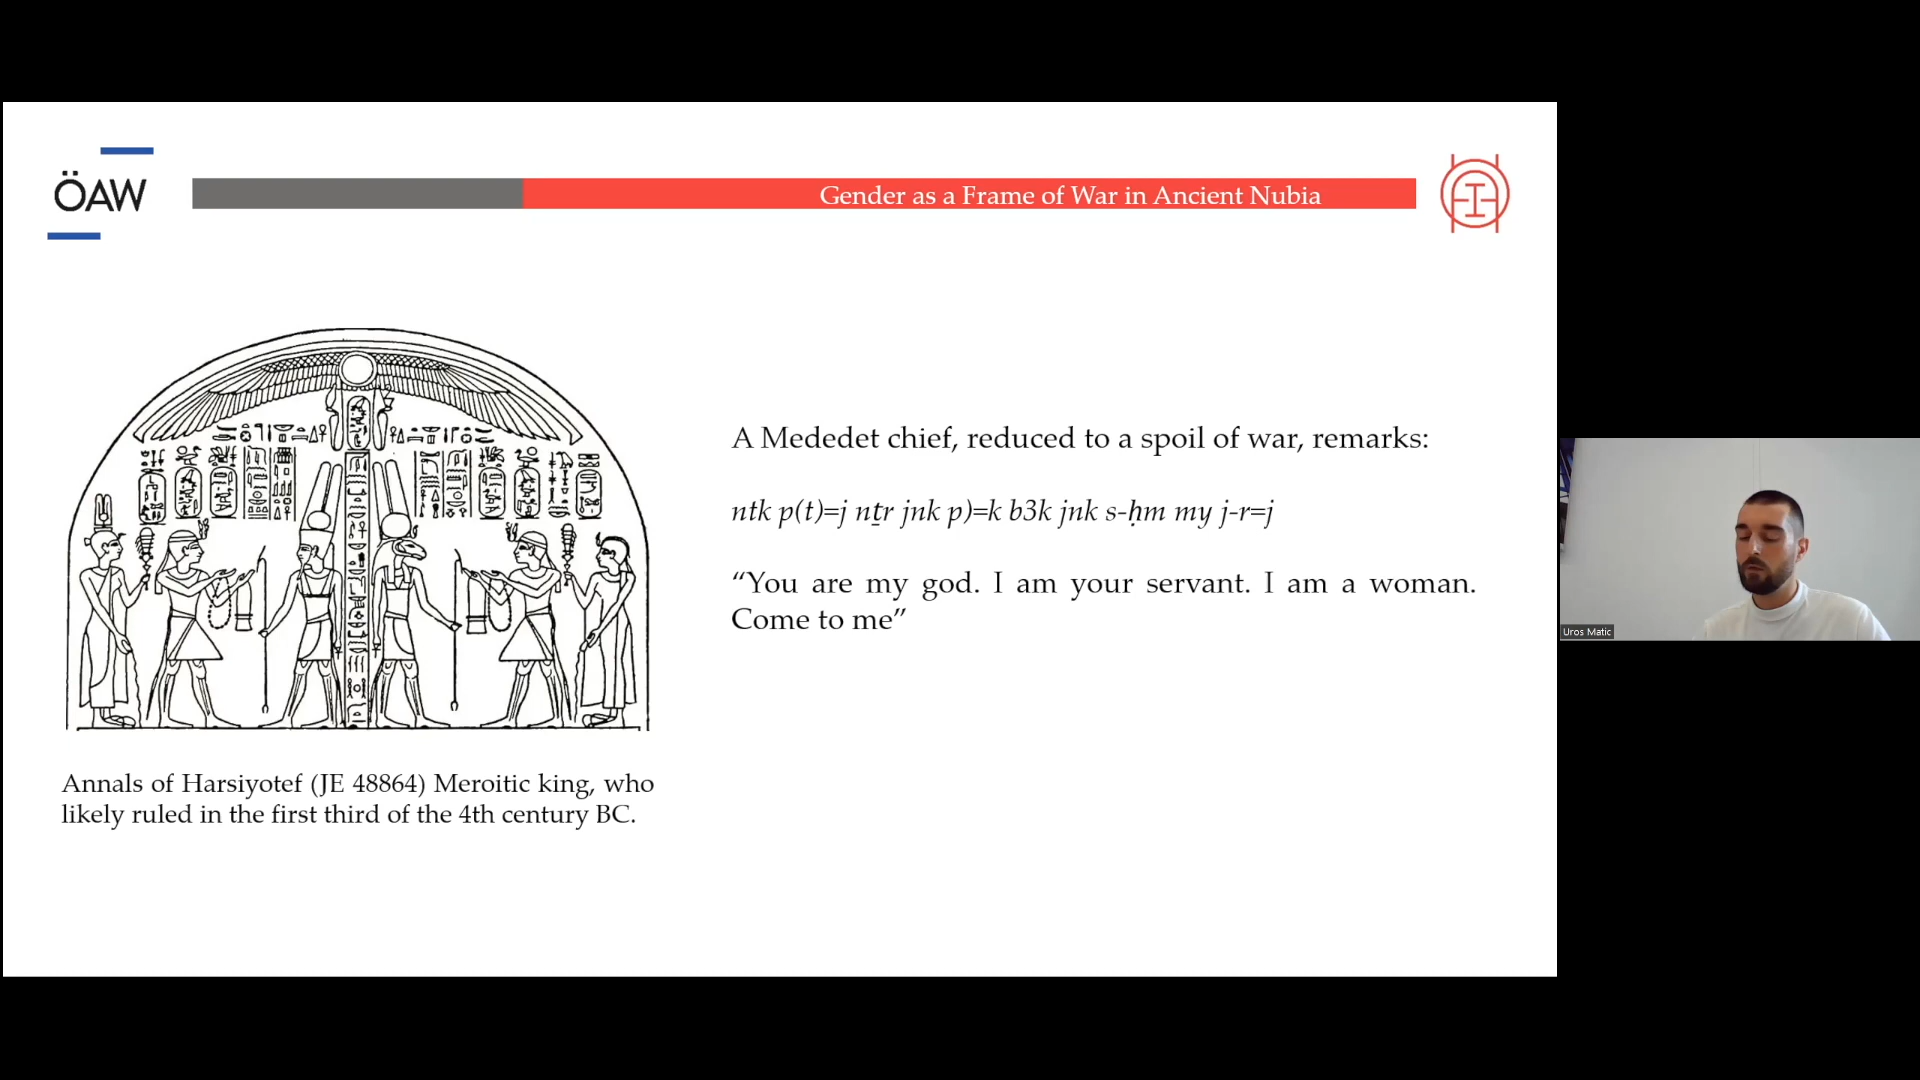 ÖAW
Gender as a Frame of War in Ancient Nubia
A Mededet chief, reduced to a spoil of war, remarks:
ntk p(t)=j nṯr jnk p)=k b3k jnk s-ḥm my j-r=j
“You are my god. I am your servant. I am a woman.
Come to me”
Annals of Harsiyotef (JE 48864) Meroitic king, who
likely ruled in the first third of the 4th century BC.
Uros Matic